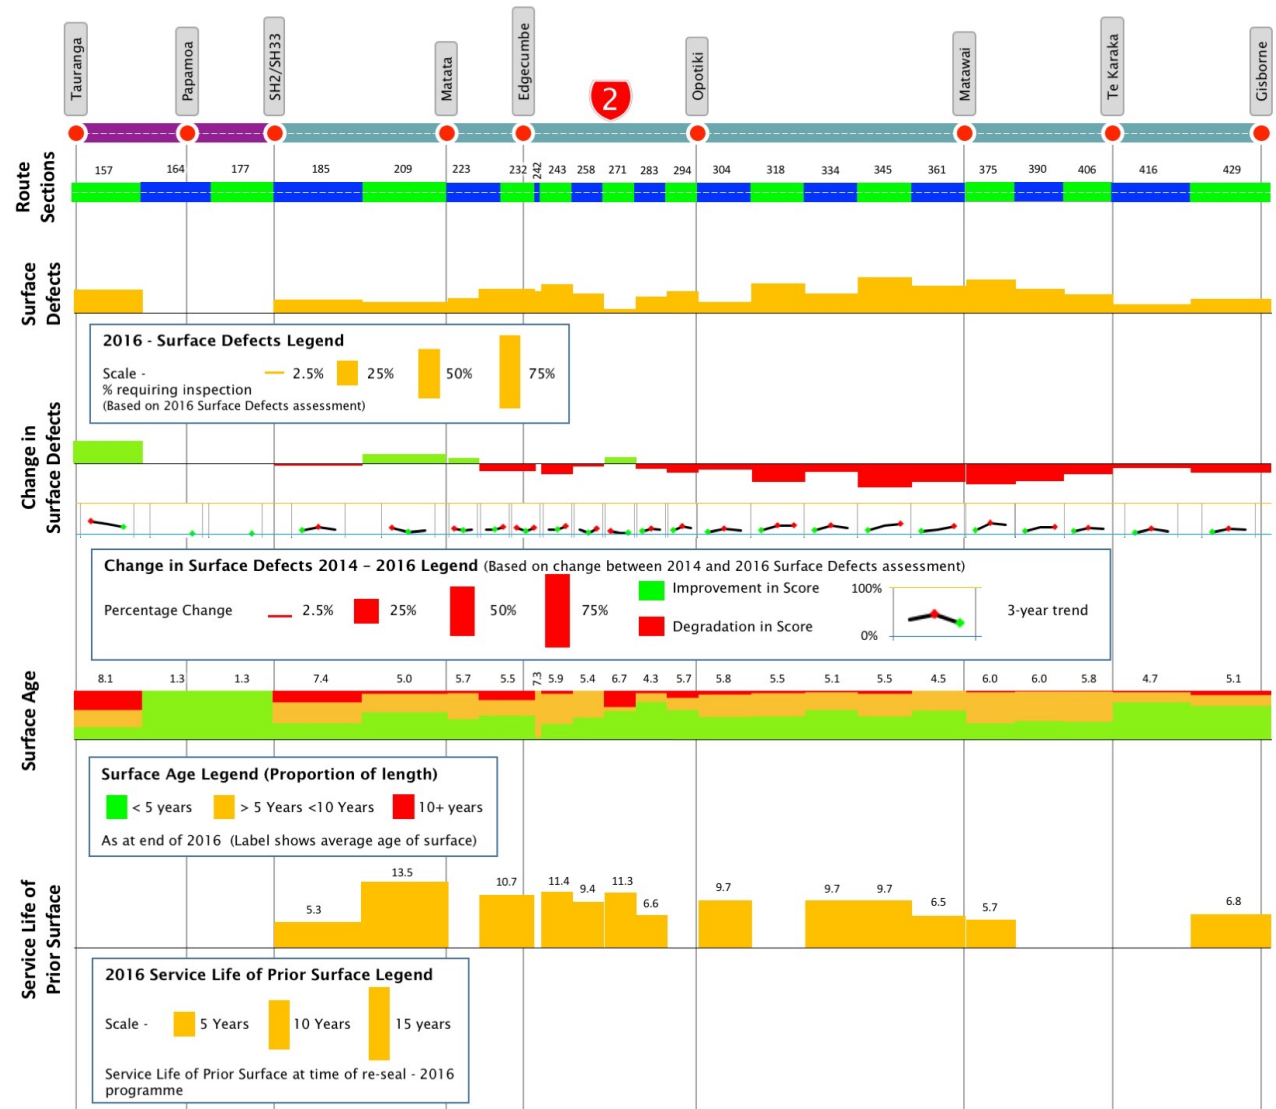 Tauranga
Papamoa
SH2/SH33
Matata
Edgecumbe
2
Opotiki
Matawai
Te Karaka
Gisborne
Route
Sections
157 164 177 185 209 223 232 242 243 258 271 283 294 304 318 334 345 361 375 390 406 416 429
Surface
Defects
2016 - Surface Defects Legend
Scale -
% requiring inspection
(Based on 2016 Surface Defects assessment)
2.5% 25% 50% 75%
Change in
Surface Defects
Change in Surface Defects 2014 – 2016 Legend (Based on change between 2014 and 2016 Surface Defects assessment)
Percentage Change 2.5% 25% 50% 75%
Improvement in Score
Degradation in Score
100%
0%
3-year trend
Surface Age
8.1 1.3 1.3 7.4 5.0 5.7 5.5 7.3 5.9 5.4 6.7 4.3 5.7 5.8 5.5 5.1 5.5 4.5 6.0 6.0 5.8 4.7 5.1
Surface Age Legend (Proportion of length)
< 5 years > 5 Years <10 Years 10+ years
As at end of 2016 (Label shows average age of surface)
Service Life of
Prior Surface
5.3 13.5 10.7 11.4 9.4 11.3 6.6 9.7 9.7 9.7 6.5 5.7 6.8
2016 Service Life of Prior Surface Legend
Scale - 5 Years 10 Years 15 years
Service Life of Prior Surface at time of re-seal - 2016
programme